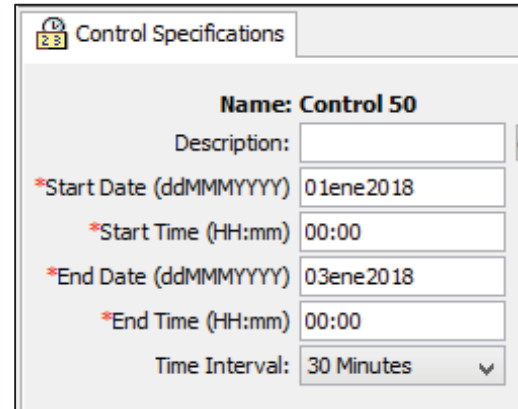 Control Specifications
Name: Control 50
Description:
*Start Date (ddMMMYYYY) 01ene2018
*Start Time (HH:mm) 00:00
*End Date (ddMMMYYYY) 03ene2018
*End Time (HH:mm) 00:00
Time Interval: 30 Minutes